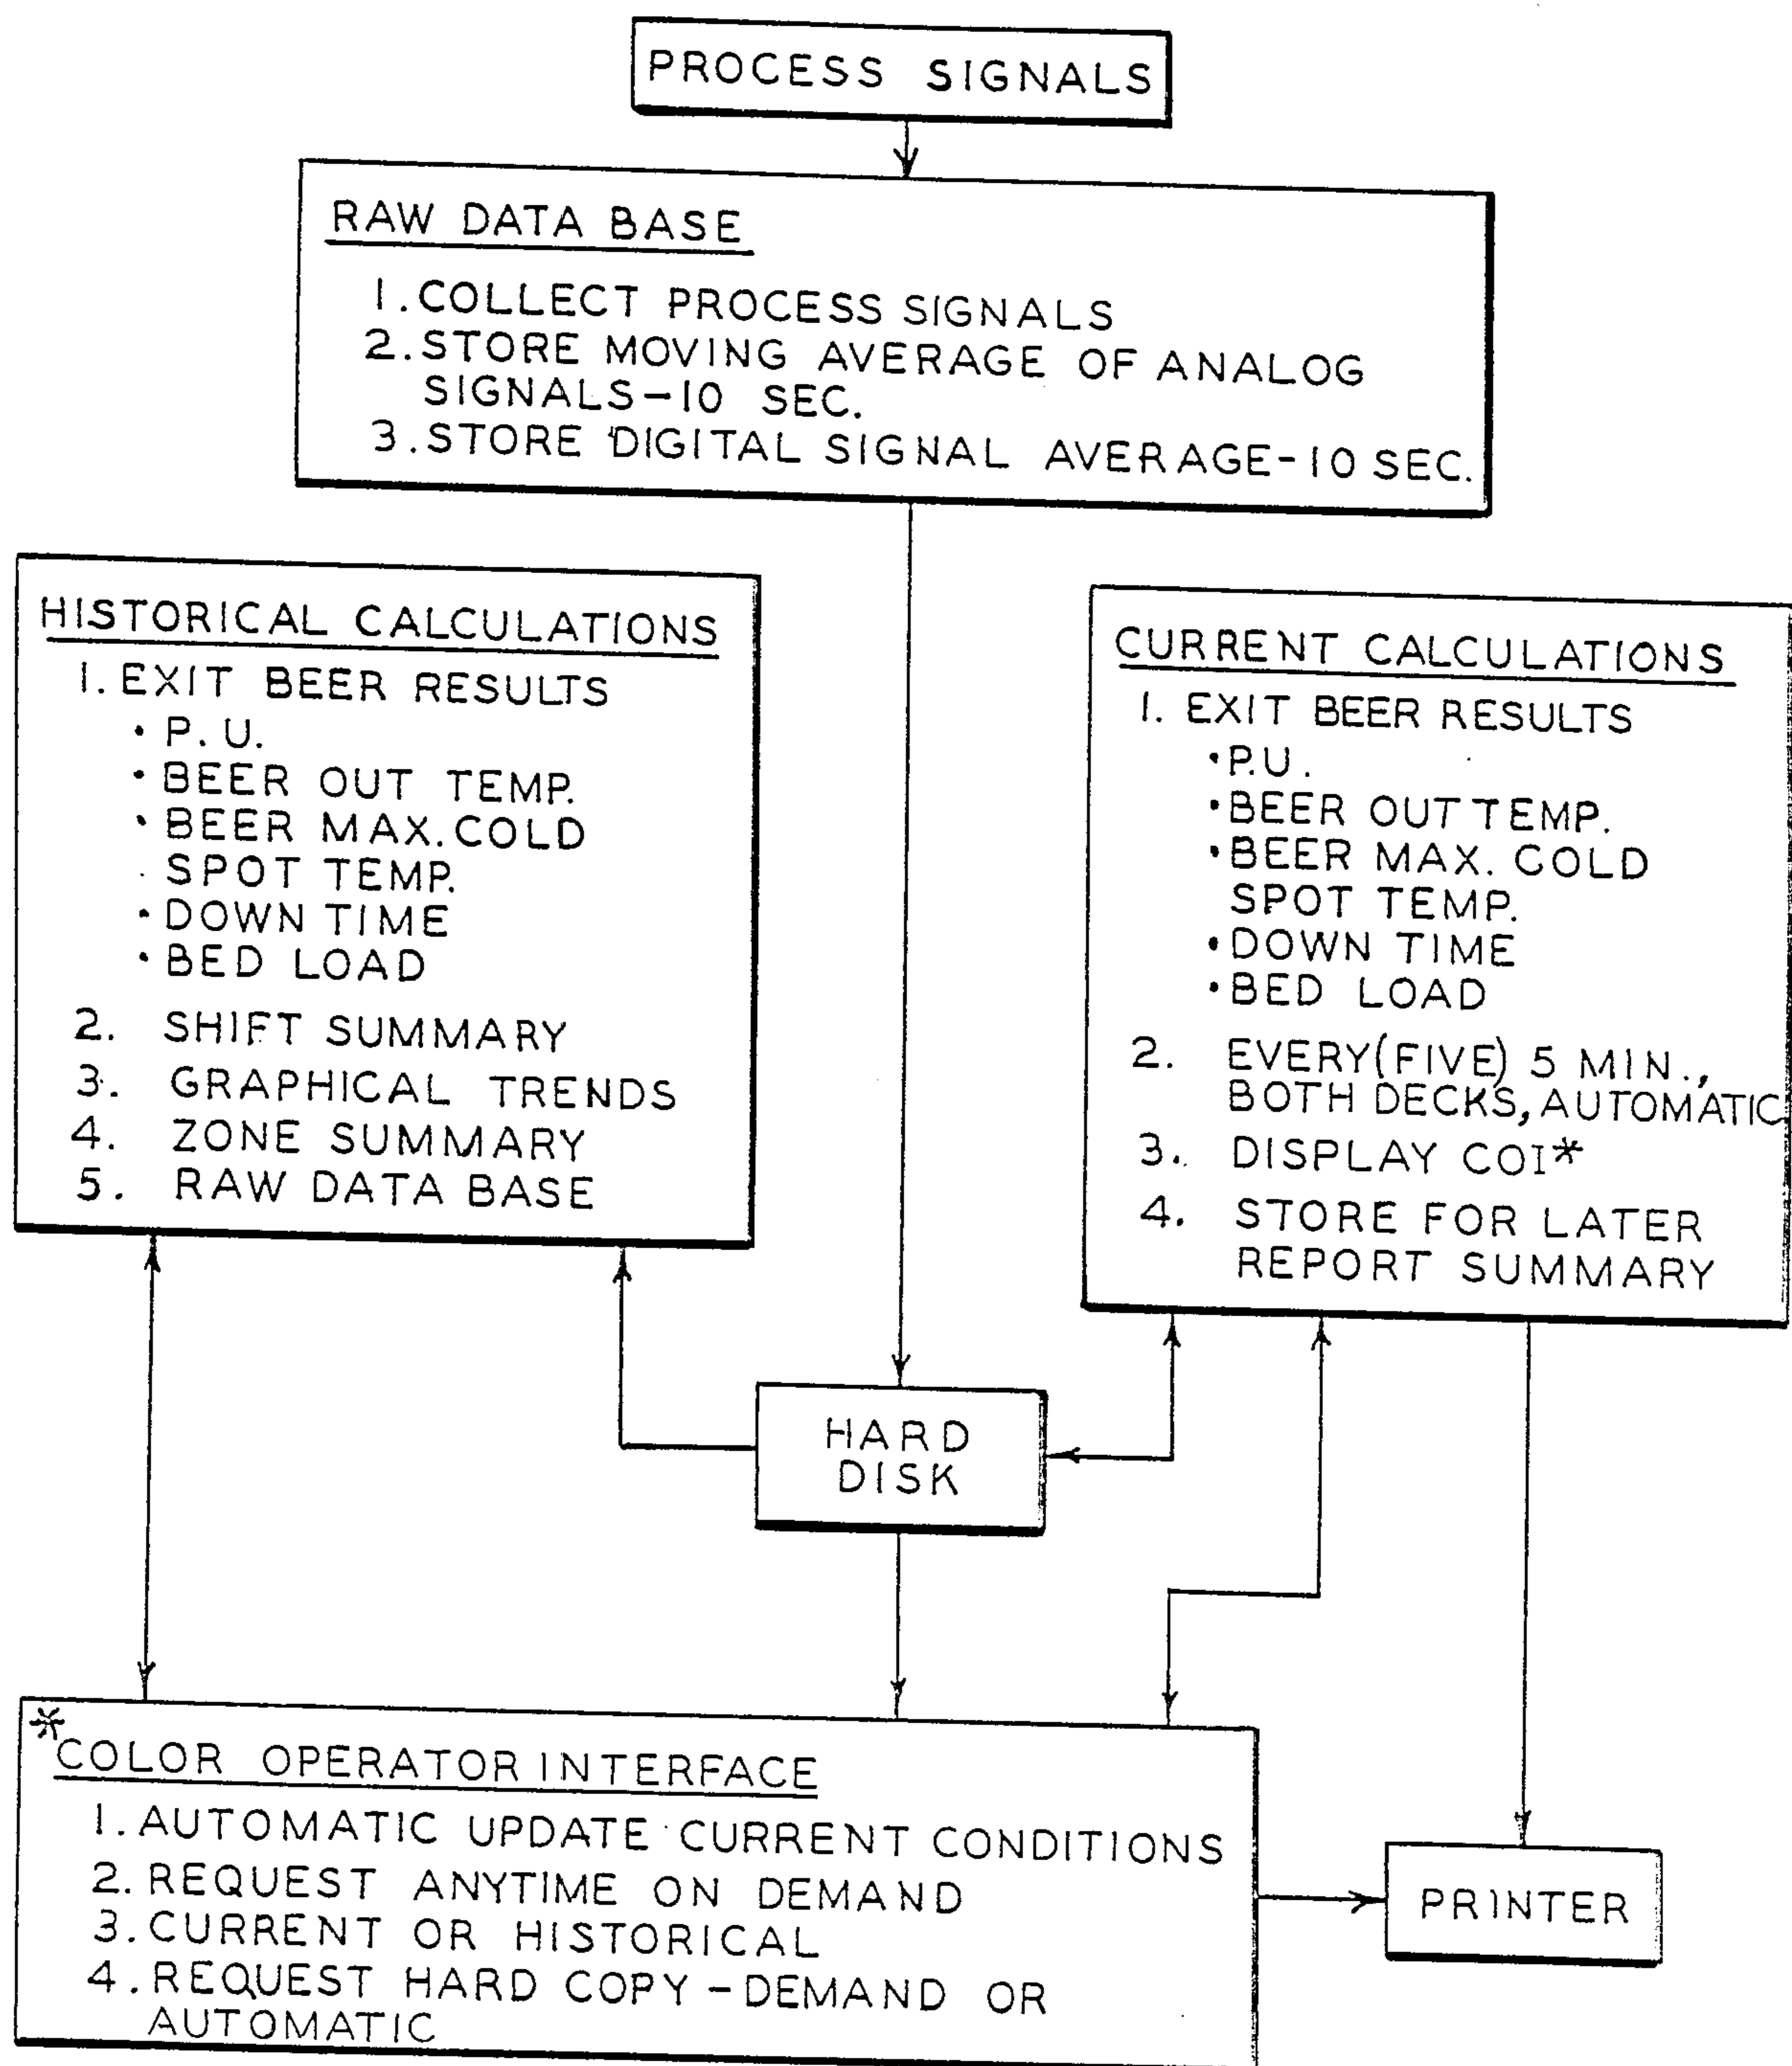 PROCESS SIGNALS
RAW DATA BASE
1. COLLECT PROCESS SIGNALS
2. STORE MOVING AVERAGE OF ANALOG
SIGNALS-10 SEC.
3. STORE DIGITAL SIGNAL AVERAGE-10 SEC.
HISTORICAL CALCULATIONS
1. EXIT BEER RESULTS
• P. U.
• BEER OUT TEMP.
• BEER MAX. COLD
SPOT TEMP.
• DOWN TIME
• BED LOAD
2. SHIFT SUMMARY
3. GRAPHICAL TRENDS
4. ZONE SUMMARY
5. RAW DATA BASE
CURRENT CALCULATIONS
1. EXIT BEER RESULTS
• P.U.
• BEER OUT TEMP.
• BEER MAX. COLD
SPOT TEMP.
• DOWN TIME
• BED LOAD
2. EVERY (FIVE) 5 MIN.,
BOTH DECKS, AUTOMATIC
3. DISPLAY COI*
4. STORE FOR LATER
REPORT SUMMARY
HARD
DISK
*COLOR OPERATOR INTERFACE
1. AUTOMATIC UPDATE CURRENT CONDITIONS
2. REQUEST ANYTIME ON DEMAND
3. CURRENT OR HISTORICAL
4. REQUEST HARD COPY - DEMAND OR
AUTOMATIC
PRINTER